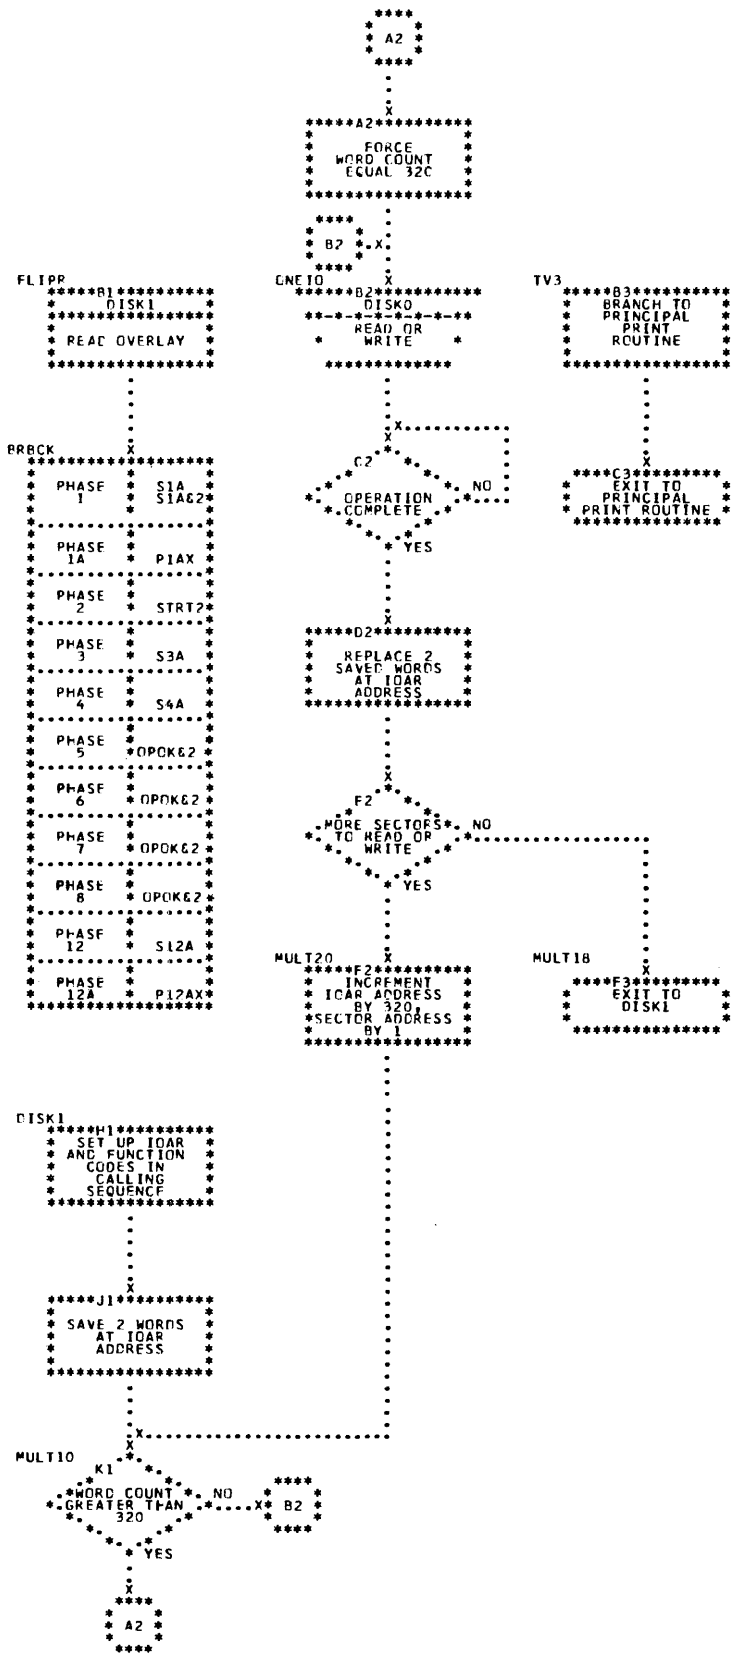 A2
A2
FORCE
WORD COUNT
EQUAL 320
B2
FLIPR
B1
DISK1
READ OVERLAY
ONEIO
B2
DISKO
READ OR
WRITE
TV3
B3
BRANCH TO
PRINCIPAL
PRINT
ROUTINE
BRBCK
PHASE 1 S1A
S1A&2
PHASE 1A P1AX
PHASE 2 STRT2
PHASE 3 S3A
PHASE 4 S4A
PHASE 5 OPOK&2
PHASE 6 OPOK&2
PHASE 7 OPOK&2
PHASE 8 OPOK&2
PHASE 12 S12A
PHASE 12A P12AX
C2
OPERATION
COMPLETE
NO
YES
C3
EXIT TO
PRINCIPAL
PRINT ROUTINE
D2
REPLACE 2
SAVED WORDS
AT IOAR
ADDRESS
E2
MORE SECTORS
TO READ OR
WRITE
NO
YES
MULT20
F2
INCREMENT
IOAR ADDRESS
BY 320,
SECTOR ADDRESS
BY 1
MULT18
F3
EXIT TO
DISK1
DISK1
H1
SET UP IOAR
AND FUNCTION
CODES IN
CALLING
SEQUENCE
J1
SAVE 2 WORDS
AT IOAR
ADDRESS
MULT10
K1
WORD COUNT
GREATER THAN
320
NO
B2
YES
A2